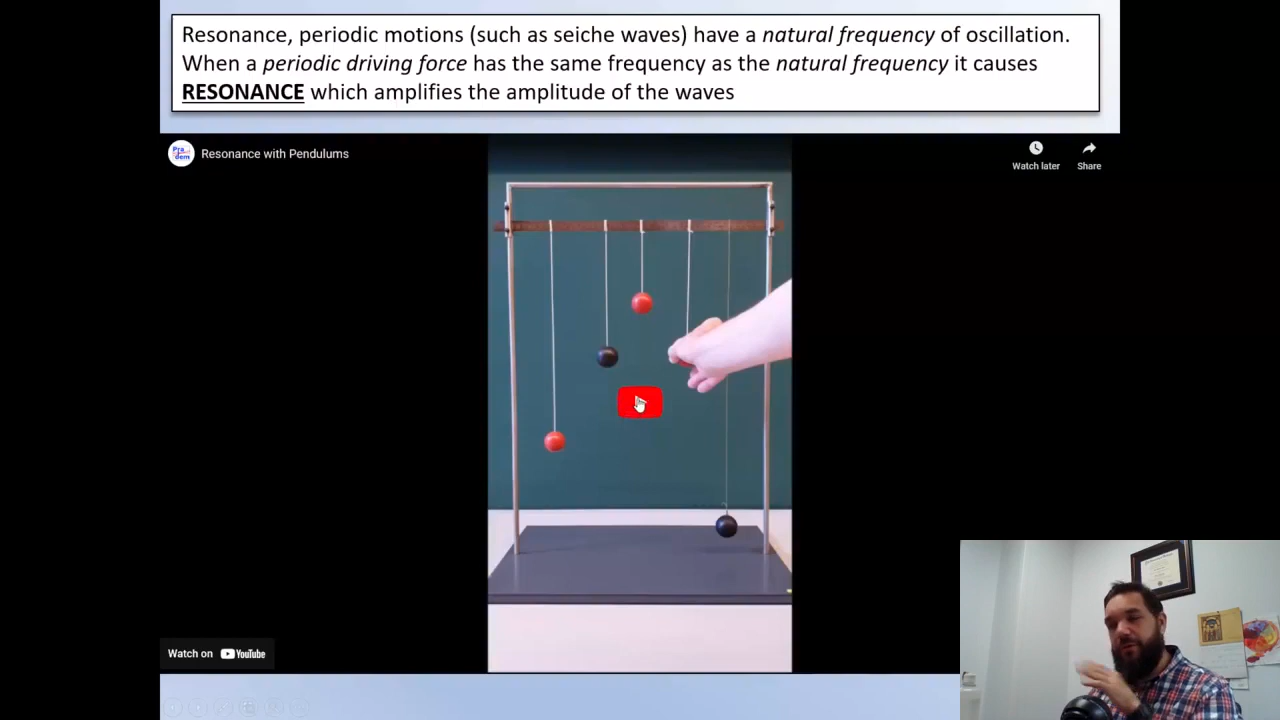 Resonance, periodic motions (such as seiche waves) have a natural frequency of oscillation.
When a periodic driving force has the same frequency as the natural frequency it causes
RESONANCE which amplifies the amplitude of the waves
Pra
dem
Resonance with Pendulums
Watch later
Share
Watch on YouTube